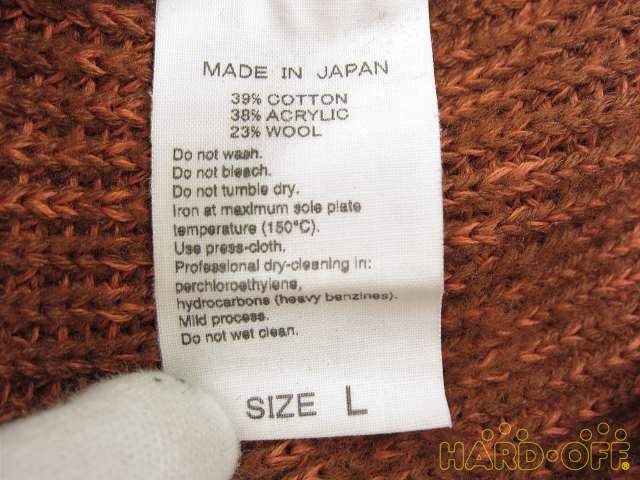 MADE IN JAPAN
39% COTTON
38% ACRYLIC
23% WOOL
Do not wash.
Do not bleach.
Do not tumble dry.
Iron at maximum sole plate
temperature (150°C).
Use press-cloth.
Professional dry-cleaning in:
perchloroethylene,
hydrocarbons (heavy benzines).
Mild process.
Do not wet clean.
SIZE L
HARD·OFF